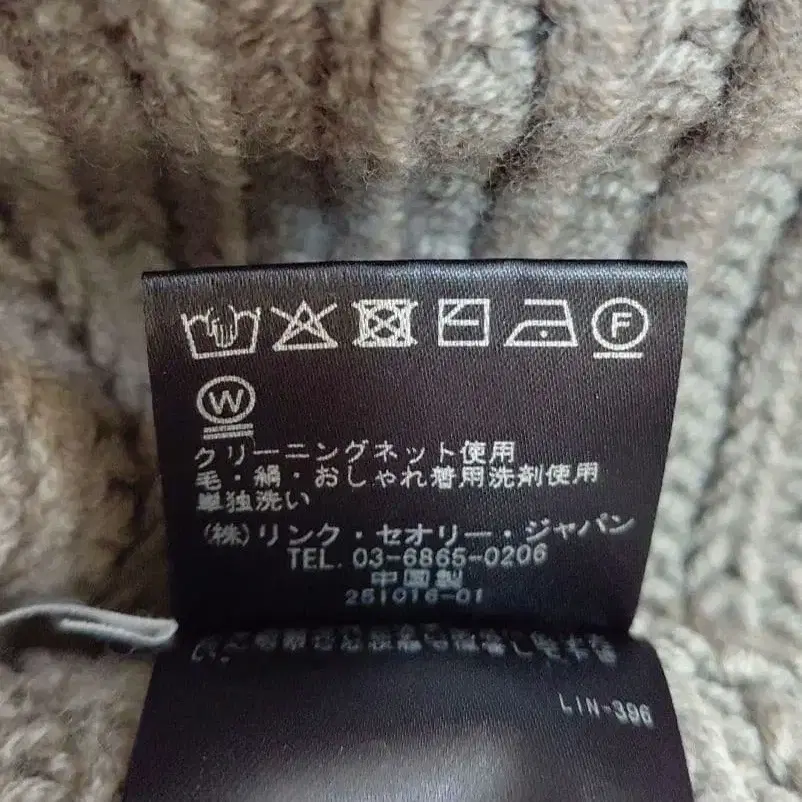 F
W
クリーニングネット使用
毛・絹・おしゃれ着用洗剤使用
単独洗い
(株)リンク・セオリー・ジャパン
TEL. 03-6865-0206
中国製
251016-01
LIN-396